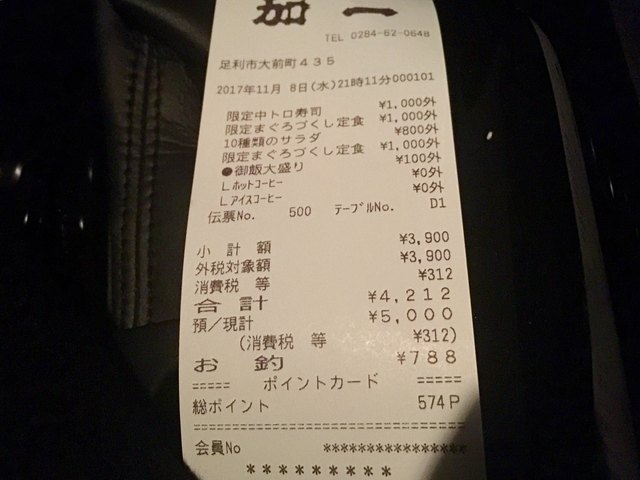 加一
TEL 0284-62-0648
足利市大前町435
2017年11月 8日(水)21時11分000101
限定中トロ寿司 ¥1,000外
限定まぐろづくし定食 ¥1,000外
10種類のサラダ ¥800外
限定まぐろづくし定食 ¥1,000外
●御飯大盛り ¥100外
Lホットコーヒー ¥0外
Lアイスコーヒー ¥0外
伝票No. 500 テーブルNo. D1
小計額 ¥3,900
外税対象額 ¥3,900
消費税 等 ¥312
合計 ¥4,212
預/現計 ¥5,000
(消費税 等 ¥312)
お釣 ¥788
===== ポイントカード =====
総ポイント 574P
会員No ****************
*********